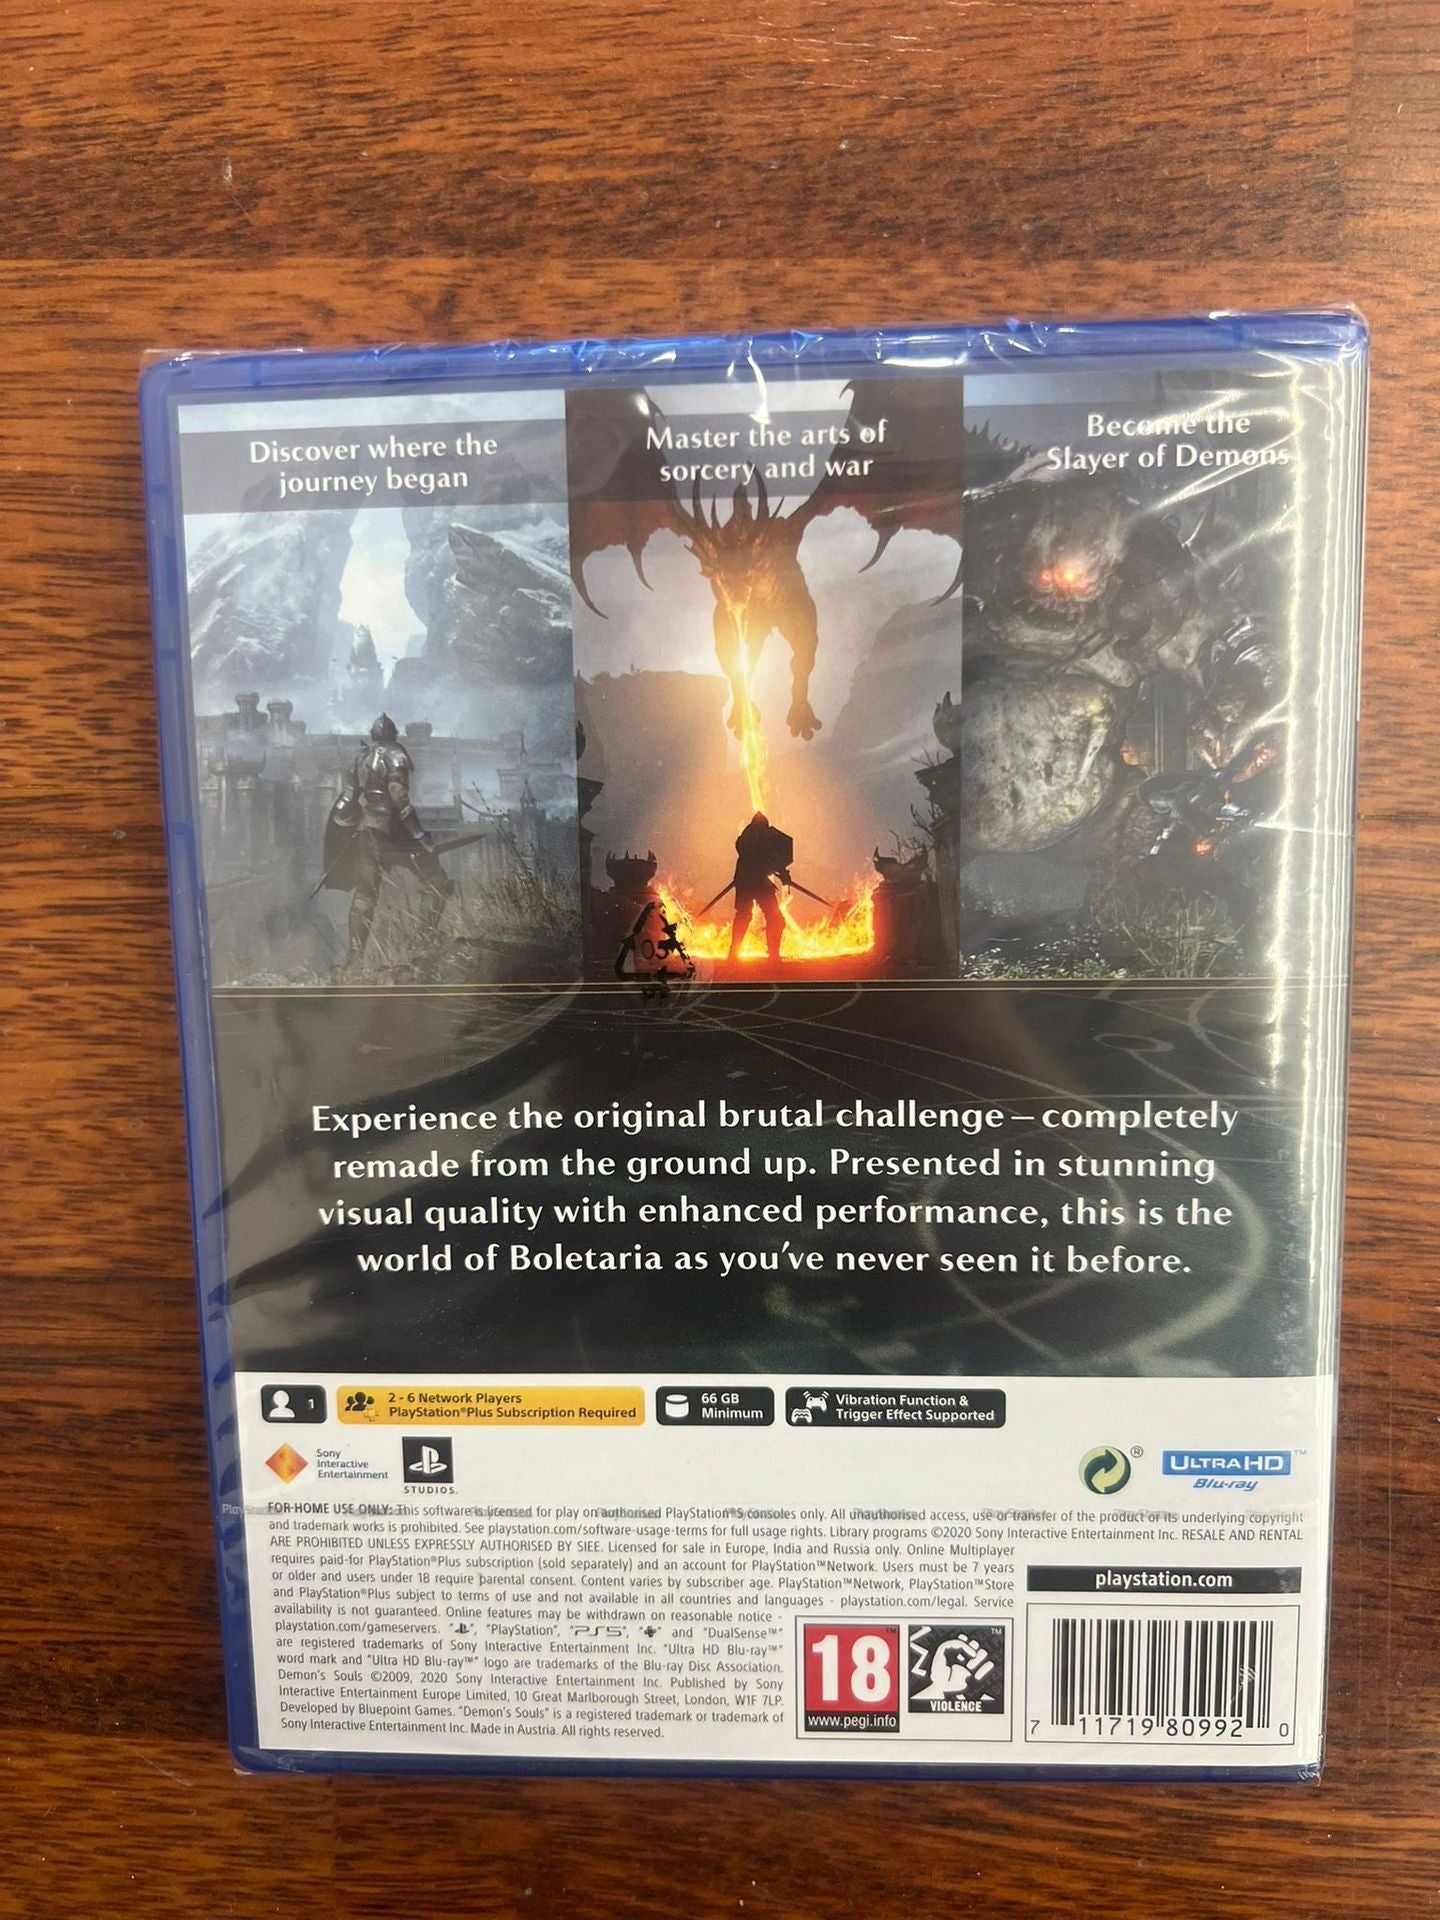 Discover where the
journey began
Master the arts of
sorcery and war
Become the
Slayer of Demons
05
Experience the original brutal challenge – completely
remade from the ground up. Presented in stunning
visual quality with enhanced performance, this is the
world of Boletaria as you've never seen it before.
1
2 - 6 Network Players
PlayStation®Plus Subscription Required
66 GB
Minimum
Vibration Function &
Trigger Effect Supported
Sony
Interactive
Entertainment
STUDIOS.
®
ULTRA HD™
Blu-ray
FOR HOME USE ONLY: This software is licensed for play on authorised PlayStation®5 consoles only. All unauthorised access, use or transfer of the product or its underlying copyright
and trademark works is prohibited. See playstation.com/software-usage-terms for full usage rights. Library programs ©2020 Sony Interactive Entertainment Inc. RESALE AND RENTAL
ARE PROHIBITED UNLESS EXPRESSLY AUTHORISED BY SIEE. Licensed for sale in Europe, India and Russia only. Online Multiplayer
requires paid-for PlayStation®Plus subscription (sold separately) and an account for PlayStation™Network. Users must be 7 years
or older and users under 18 require parental consent. Content varies by subscriber age. PlayStation™Network, PlayStation™Store
and PlayStation®Plus subject to terms of use and not available in all countries and languages - playstation.com/legal. Service
availability is not guaranteed. Online features may be withdrawn on reasonable notice -
playstation.com/gameservers. "", "PlayStation", "PS5", "" and "DualSense™"
are registered trademarks of Sony Interactive Entertainment Inc. "Ultra HD Blu-ray™"
word mark and "Ultra HD Blu-ray™" logo are trademarks of the Blu-ray Disc Association.
Demon's Souls ©2009, 2020 Sony Interactive Entertainment Inc. Published by Sony
Interactive Entertainment Europe Limited, 10 Great Marlborough Street, London, W1F 7LP.
Developed by Bluepoint Games. "Demon's Souls" is a registered trademark or trademark of
Sony Interactive Entertainment Inc. Made in Austria. All rights reserved.
playstation.com
18™
www.pegi.info
™
VIOLENCE
7 11719 80992 0